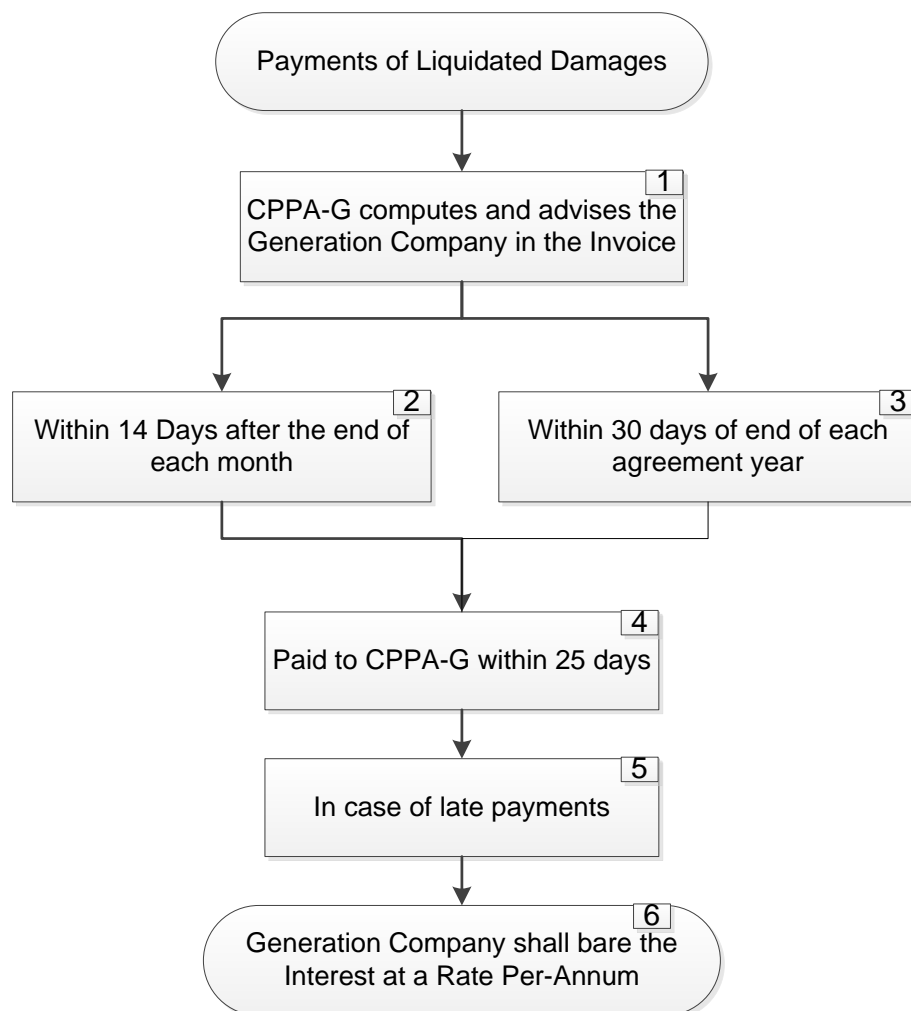 Payments of Liquidated Damages
1
CPPA-G computes and advises the
Generation Company in the Invoice
2
Within 14 Days after the end of
each month
3
Within 30 days of end of each
agreement year
4
Paid to CPPA-G within 25 days
5
In case of late payments
6
Generation Company shall bare the
Interest at a Rate Per-Annum